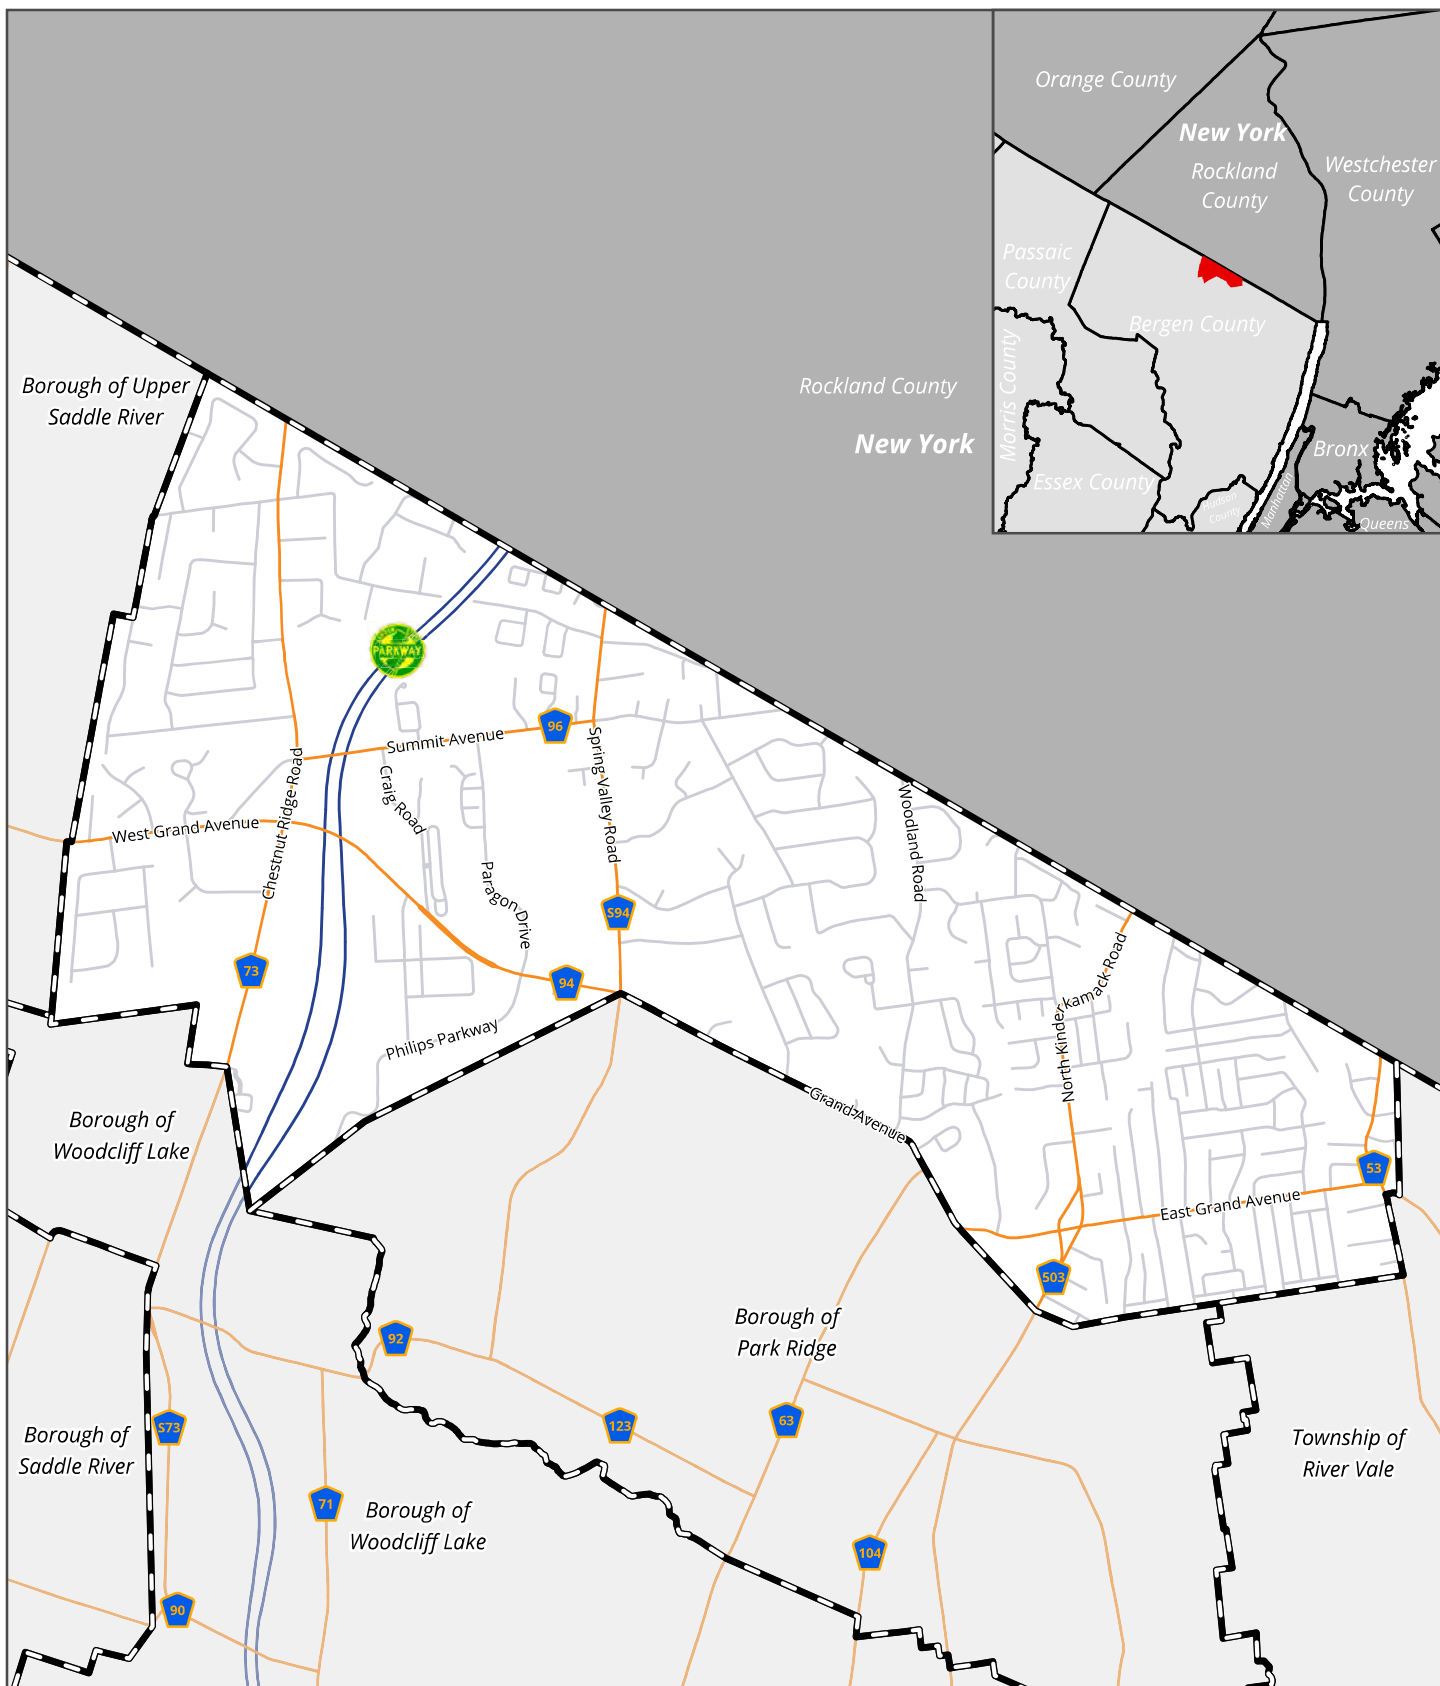 Orange County
New York
Rockland
County
Westchester
County
Passaic
County
Bergen County
Morris County
Essex County
Hudson
County
Manhattan
Bronx
Queens
Rockland County
New York
Borough of Upper
Saddle River
PARKWAY
96
Summit Avenue
Spring Valley Road
Craig Road
Chestnut Ridge Road
West Grand Avenue
Woodland Road
Paragon Drive
S94
73
94
North Kinderkamack Road
Philips Parkway
Grand Avenue
Borough of
Woodcliff Lake
53
East Grand Avenue
503
Borough of
Park Ridge
92
123
63
S73
Borough of
Saddle River
Township of
River Vale
71
Borough of
Woodcliff Lake
104
90